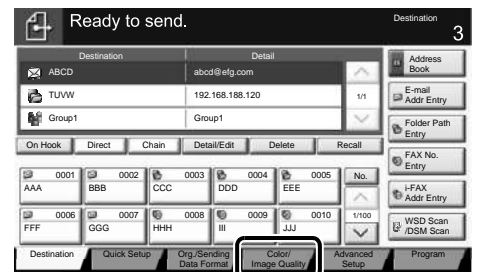 Ready to send.
Destination
3
Destination Detail
ABCD abcd@efg.com
TUVW 192.168.188.120
Group1 Group1
1/1
On Hook Direct Chain Detail/Edit Delete Recall
0001 0002 0003 0004 0005 No.
AAA BBB CCC DDD EEE
0006 0007 0008 0009 0010 1/100
FFF GGG HHH III JJJ
Address
Book
E-mail
Addr Entry
Folder Path
Entry
FAX No.
Entry
i-FAX
Addr Entry
WSD Scan
/DSM Scan
Destination Quick Setup Org./Sending
Data Format Color/
Image Quality Advanced
Setup Program